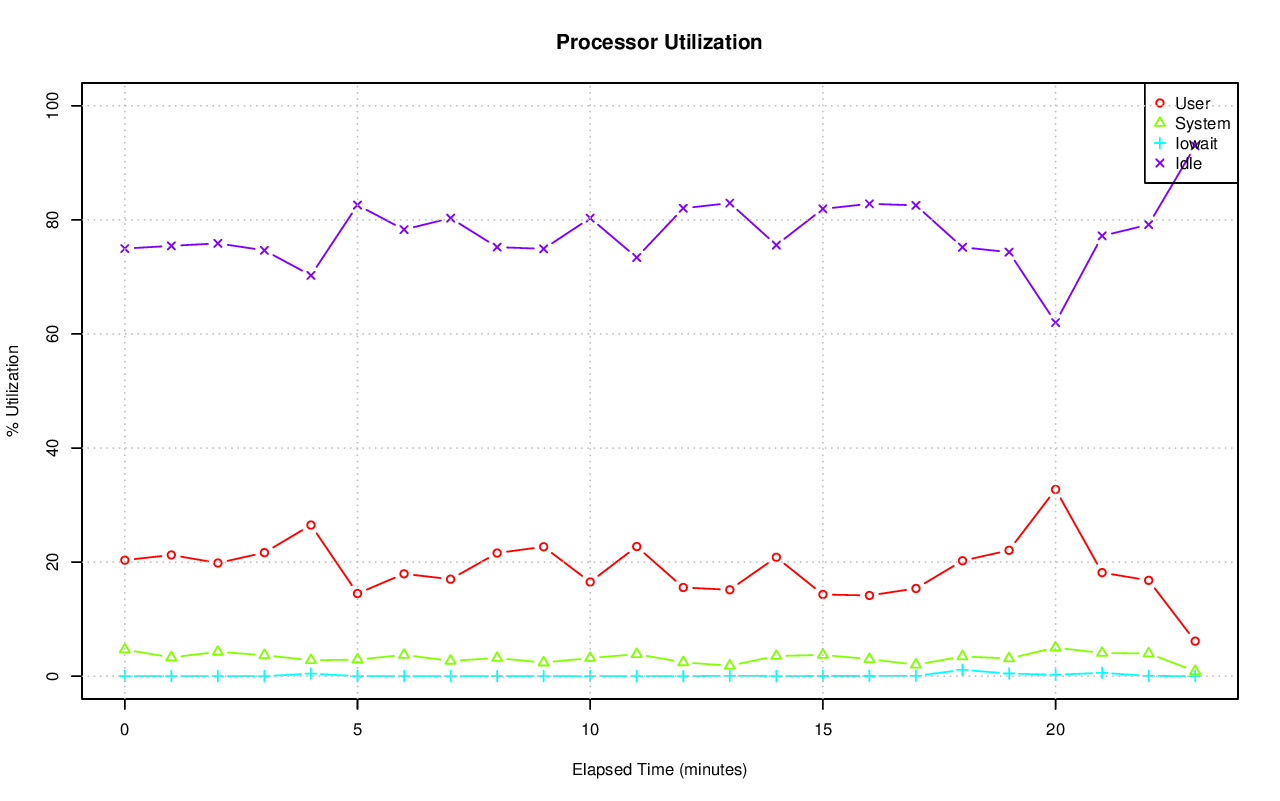 Processor Utilization
% Utilization
100
80
60
40
20
0
User
System
Iowait
Idle
0 5 10 15 20
Elapsed Time (minutes)